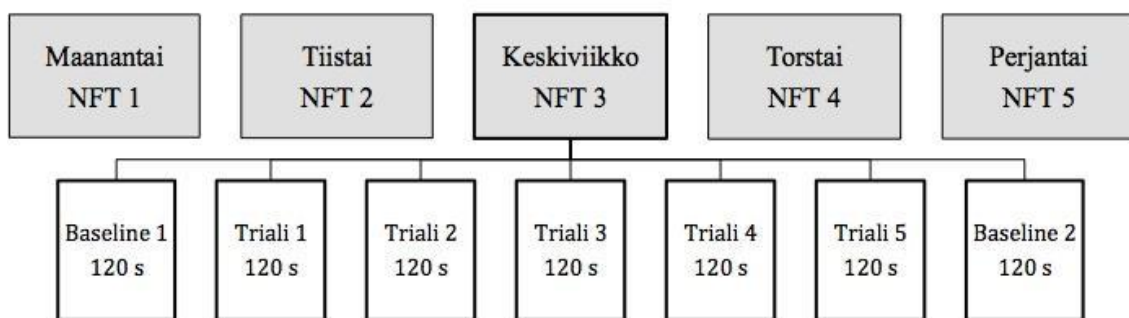 Maanantai
NFT 1
Tiistai
NFT 2
Keskiviikko
NFT 3
Torstai
NFT 4
Perjantai
NFT 5
Baseline 1
120 s
Triali 1
120 s
Triali 2
120 s
Triali 3
120 s
Triali 4
120 s
Triali 5
120 s
Baseline 2
120 s